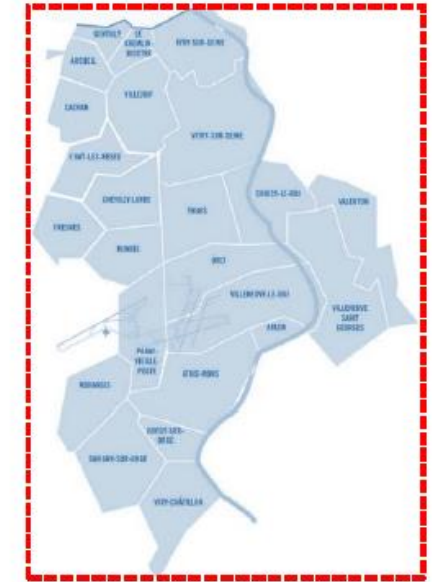 GENTILLY
LE
KREMLIN-
BICÊTRE
IVRY-SUR-SEINE
ARCUEIL
VILLEJUIF
CACHAN
VITRY-SUR-SEINE
L'HAŸ-LES-ROSES
CHOISY-LE-ROI
VALENTON
CHEVILLY-LARUE
THIAIS
FRESNES
RUNGIS
ORLY
VILLENEUVE-LE-ROI
VILLENEUVE
SAINT
GEORGES
ABLON
PARAY-
VIEILLE-
POSTE
ATHIS-MONS
MORANGIS
JUVISY-SUR-
ORGE
SAVIGNY-SUR-ORGE
VIRY-CHÂTILLON